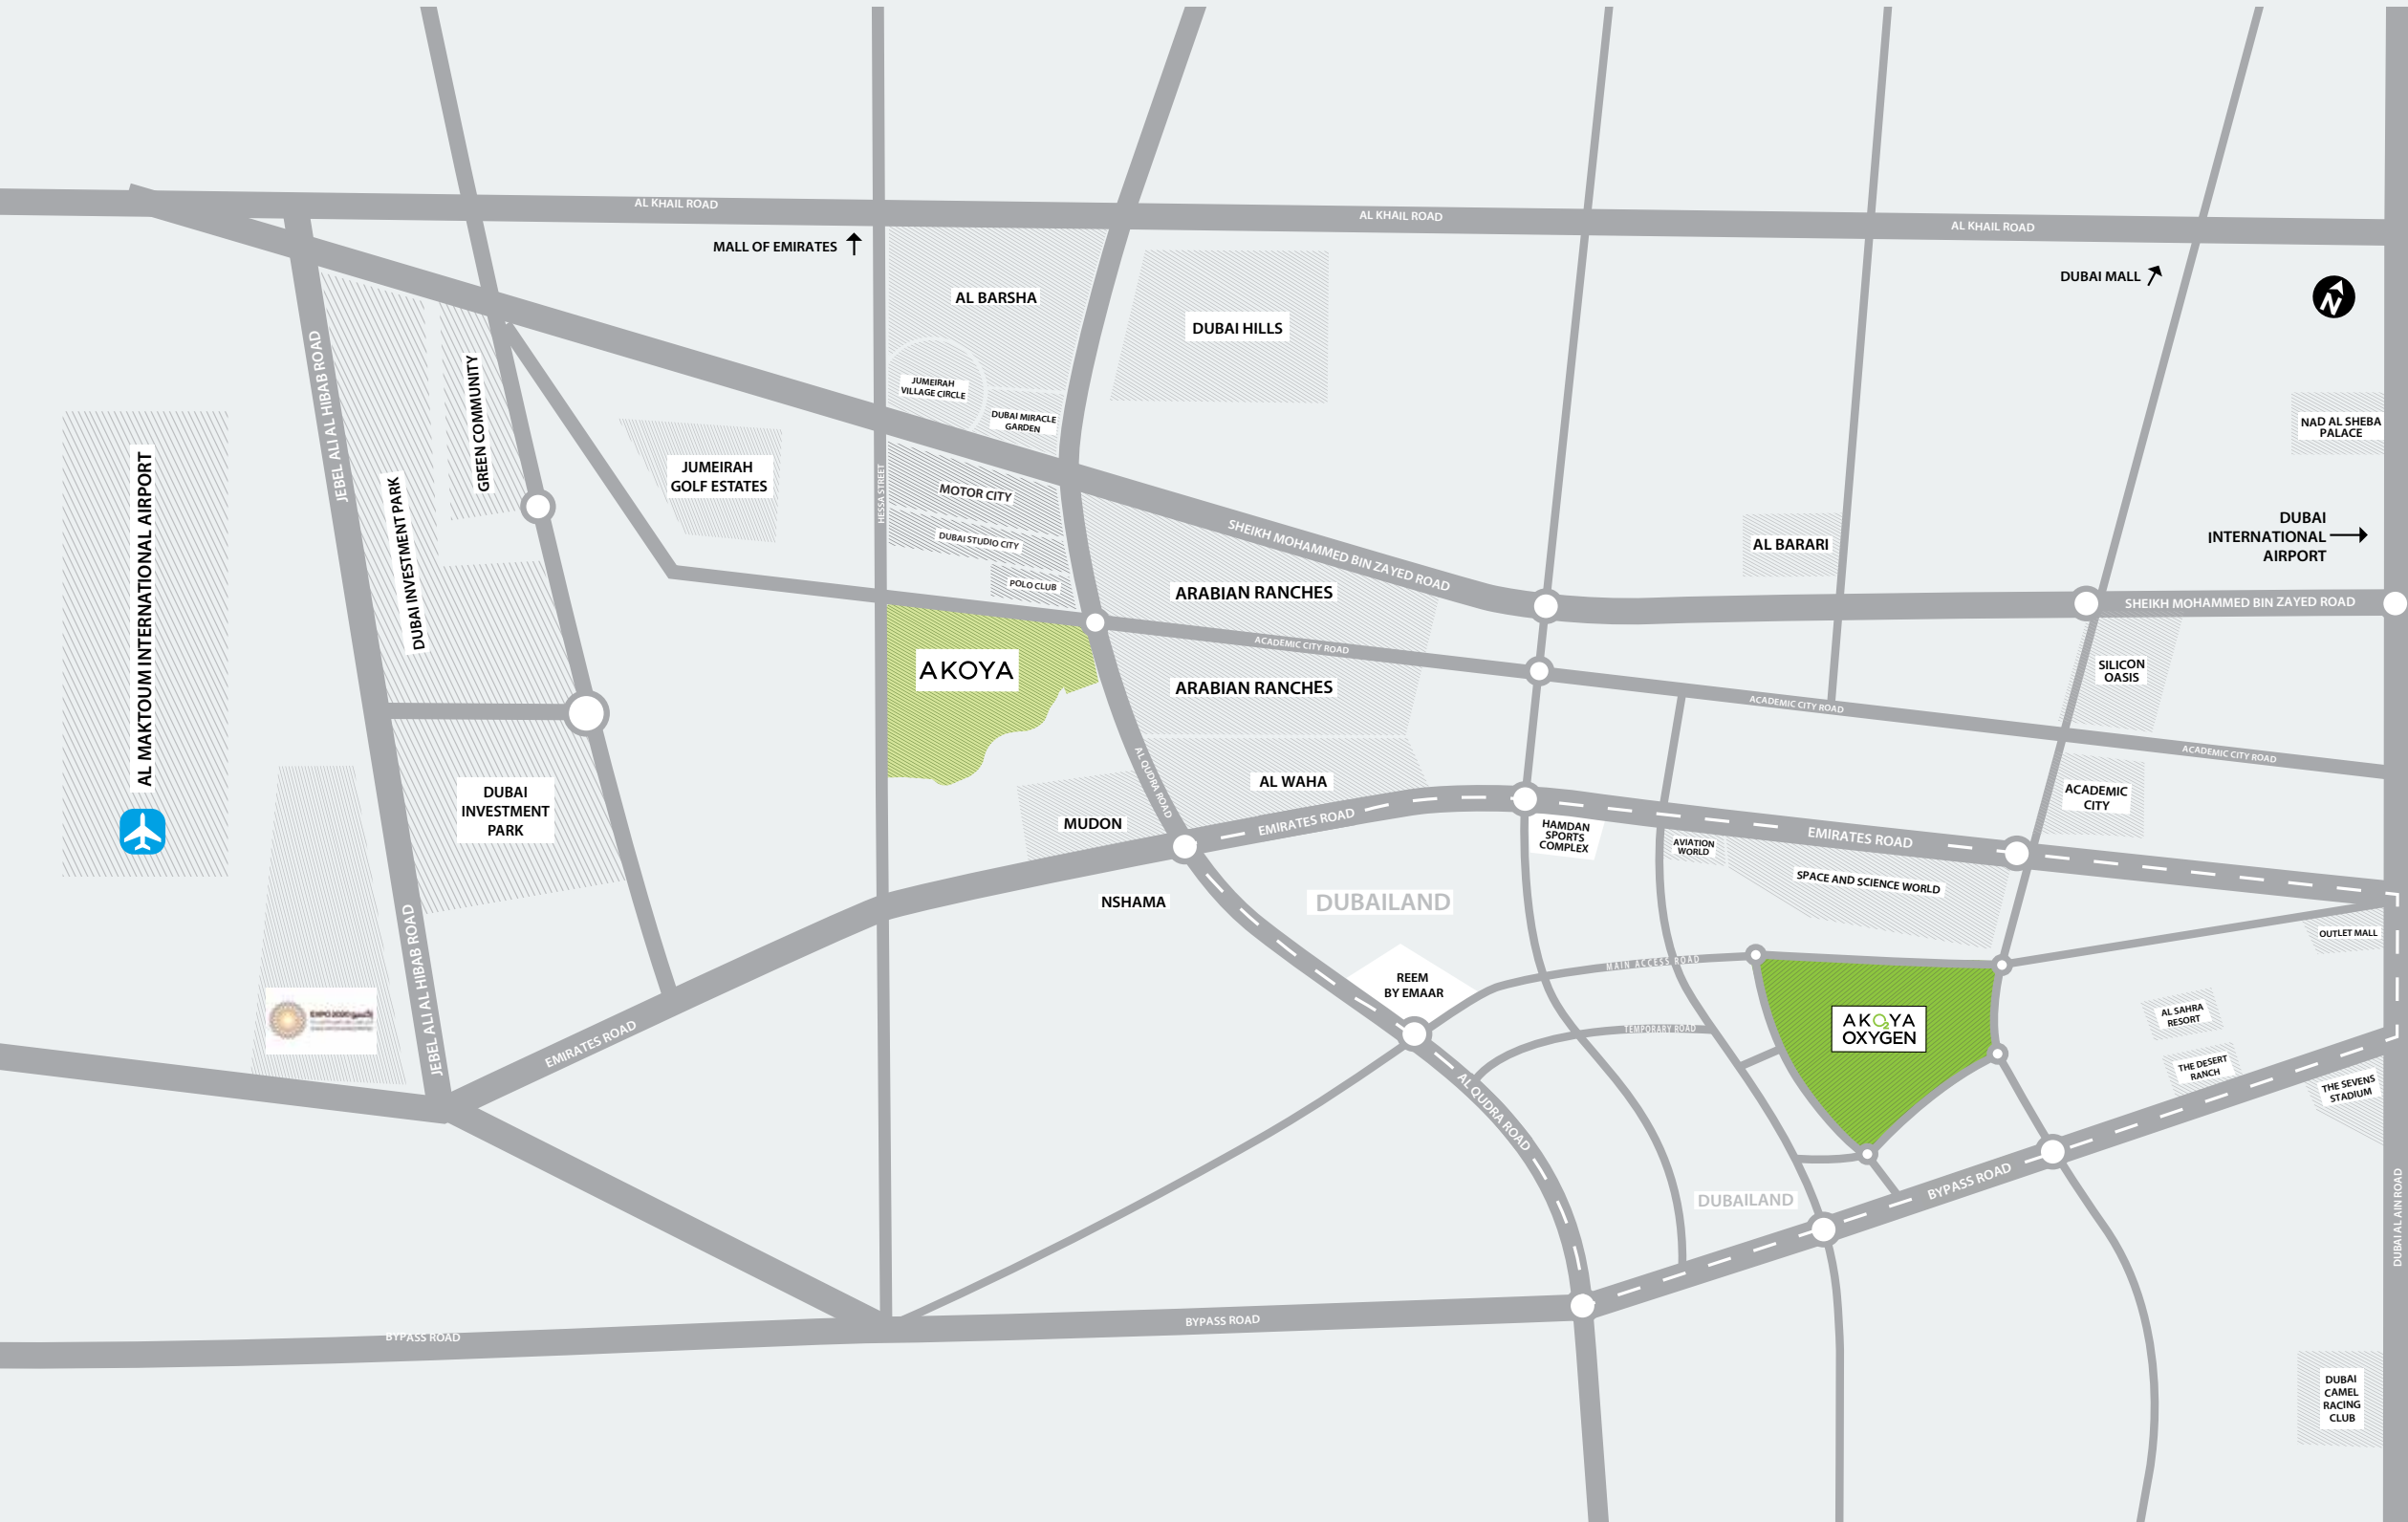 AL KHAIL ROAD
AL KHAIL ROAD
AL KHAIL ROAD
MALL OF EMIRATES
DUBAI MALL
N
AL BARSHA
DUBAI HILLS
JUMEIRAH
VILLAGE CIRCLE
DUBAI MIRACLE
GARDEN
JEBEL ALI AL HIBAB ROAD
GREEN COMMUNITY
NAD AL SHEBA
PALACE
JUMEIRAH
GOLF ESTATES
HESSA STREET
MOTOR CITY
DUBAI STUDIO CITY
POLO CLUB
SHEIKH MOHAMMED BIN ZAYED ROAD
AL BARARI
DUBAI
INTERNATIONAL
AIRPORT
AL MAKTOUM INTERNATIONAL AIRPORT
DUBAI INVESTMENT PARK
ARABIAN RANCHES
SHEIKH MOHAMMED BIN ZAYED ROAD
ACADEMIC CITY ROAD
AKOYA
ARABIAN RANCHES
SILICON
OASIS
ACADEMIC CITY ROAD
ACADEMIC CITY ROAD
AL QUDRA ROAD
AL WAHA
DUBAI
INVESTMENT
PARK
ACADEMIC
CITY
MUDON
EMIRATES ROAD
HAMDAN
SPORTS
COMPLEX
AVIATION
WORLD
EMIRATES ROAD
SPACE AND SCIENCE WORLD
NSHAMA
DUBAILAND
OUTLET MALL
JEBEL ALI AL HIBAB ROAD
MAIN ACCESS ROAD
REEM
BY EMAAR
EXPO 2020
إكسبو
EMIRATES ROAD
TEMPORARY ROAD
AKO2YA
OXYGEN
AL SAHRA
RESORT
THE DESERT
RANCH
THE SEVENS
STADIUM
AL QUDRA ROAD
DUBAILAND
BYPASS ROAD
DUBAI AL AIN ROAD
BYPASS ROAD
BYPASS ROAD
DUBAI
CAMEL
RACING
CLUB